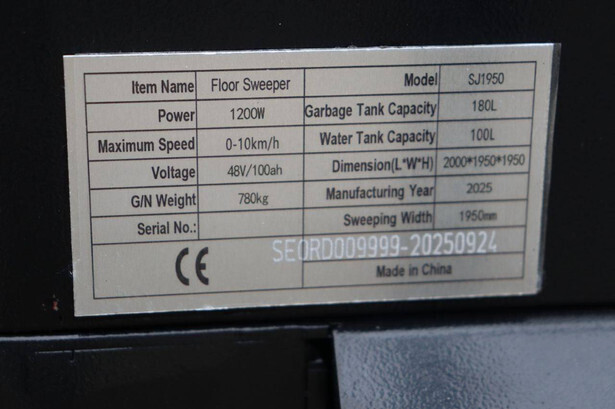 Item Name Floor Sweeper Model SJ1950
Power 1200W Garbage Tank Capacity 180L
Maximum Speed 0-10km/h Water Tank Capacity 100L
Voltage 48V/100ah Dimension(L*W*H) 2000*1950*1950
G/N Weight 780kg Manufacturing Year 2025
Serial No.: Sweeping Width 1950mm
SEORD009999-20250924
CE Made in China